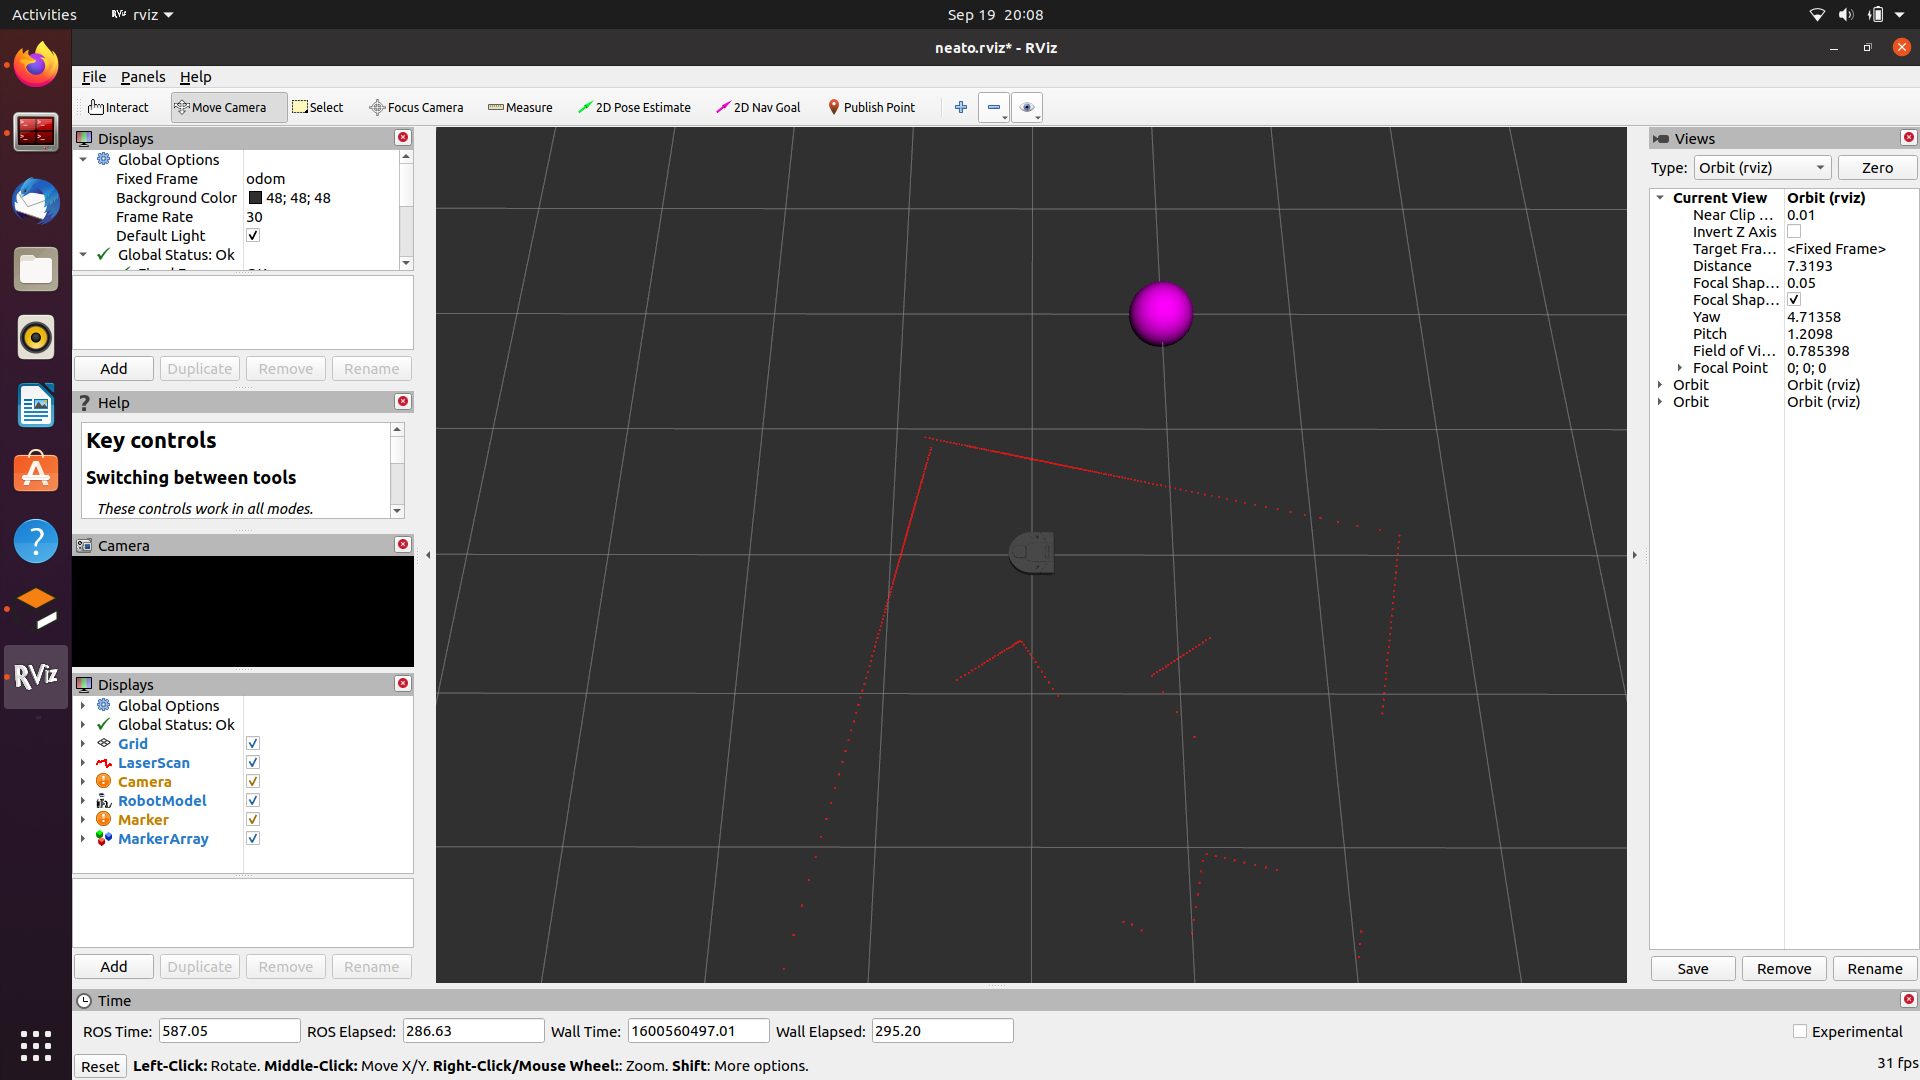 Activities
RViz rviz
Sep 19 20:08
neato.rviz* - RViz
File Panels Help
Interact Move Camera Select Focus Camera Measure 2D Pose Estimate 2D Nav Goal Publish Point
Displays
Global Options
Fixed Frame odom
Background Color 48; 48; 48
Frame Rate 30
Default Light
Global Status: Ok
Add Duplicate Remove Rename
Help
Key controls
Switching between tools
These controls work in all modes.
Camera
Displays
Global Options
Global Status: Ok
Grid
LaserScan
Camera
RobotModel
Marker
MarkerArray
Add Duplicate Remove Rename
RViz
Views
Type: Orbit (rviz) Zero
Current View Orbit (rviz)
Near Clip ... 0.01
Invert Z Axis
Target Fra... <Fixed Frame>
Distance 7.3193
Focal Shap... 0.05
Focal Shap...
Yaw 4.71358
Pitch 1.2098
Field of Vi... 0.785398
Focal Point 0; 0; 0
Orbit Orbit (rviz)
Orbit Orbit (rviz)
Save Remove Rename
Time
ROS Time: 587.05 ROS Elapsed: 286.63 Wall Time: 1600560497.01 Wall Elapsed: 295.20 Experimental
Reset Left-Click: Rotate. Middle-Click: Move X/Y. Right-Click/Mouse Wheel:: Zoom. Shift: More options. 31 fps